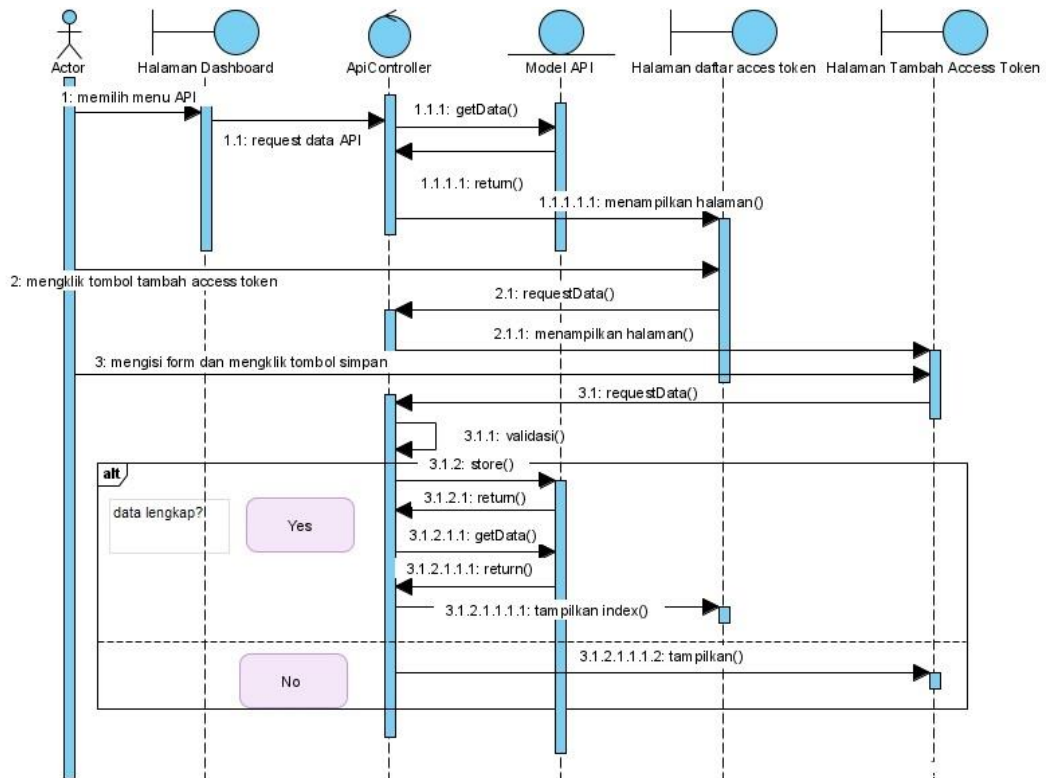 Actor
Halaman Dashboard
ApiController
Model API
Halaman daftar acces token
Halaman Tambah Access Token
1: memilih menu API
1.1.1: getData()
1.1: request data API
1.1.1.1: return()
1.1.1.1.1: menampilkan halaman()
2: mengklik tombol tambah access token
2.1: requestData()
2.1.1: menampilkan halaman()
3: mengisi form dan mengklik tombol simpan
3.1: requestData()
3.1.1: validasi()
alt
3.1.2: store()
data lengkap?
Yes
3.1.2.1: return()
3.1.2.1.1: getData()
3.1.2.1.1.1: return()
3.1.2.1.1.1.1: tampilkan index()
No
3.1.2.1.1.1.2: tampilkan()